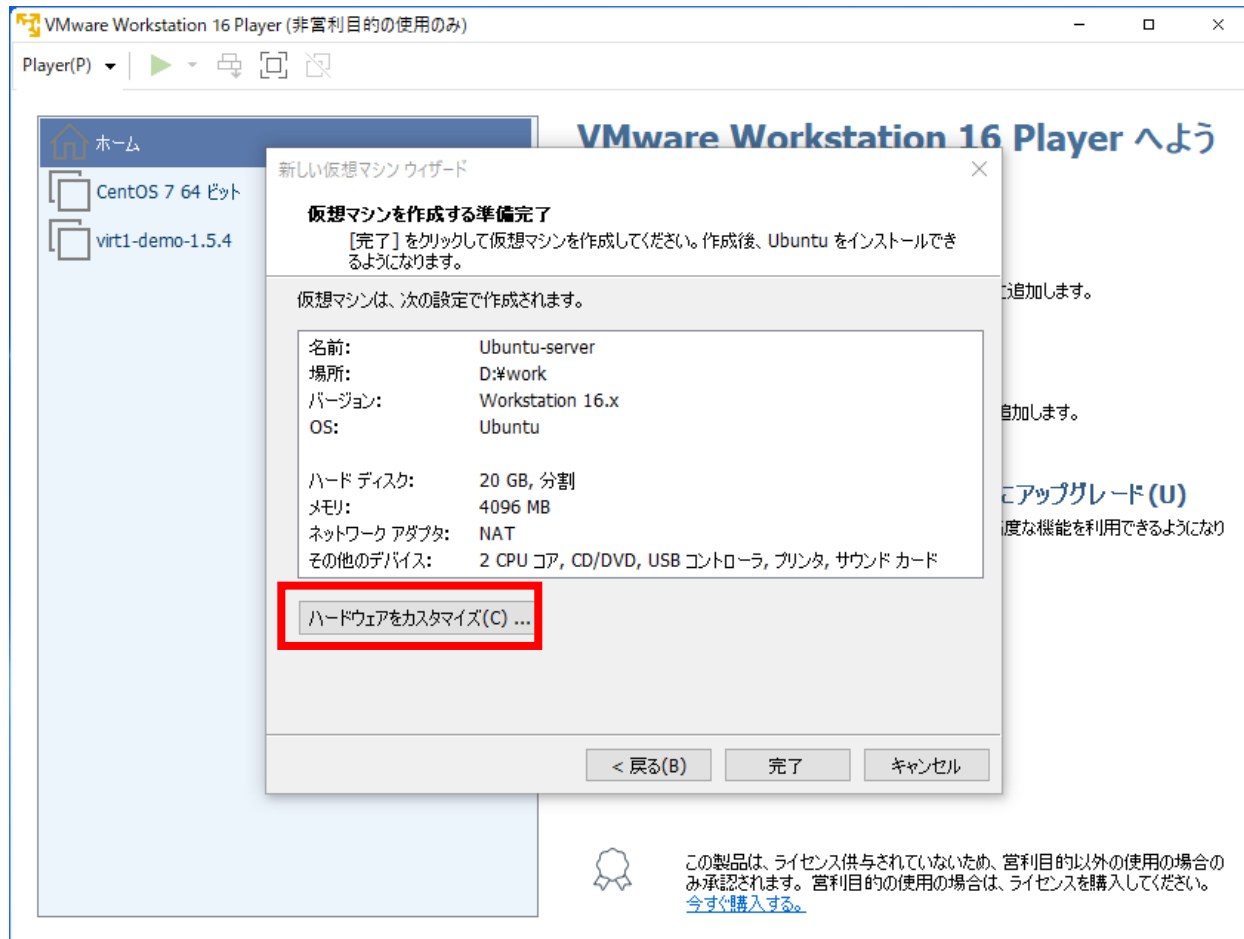 VMware Workstation 16 Player (非営利目的の使用のみ)
Player(P)
ホーム
CentOS 7 64 ビット
virt1-demo-1.5.4
VMware Workstation 16 Player へよう
新しい仮想マシン ウィザード
仮想マシンを作成する準備完了
[完了] をクリックして仮想マシンを作成してください。作成後、Ubuntu をインストールでき
るようになります。
仮想マシンは、次の設定で作成されます。
名前: Ubuntu-server
場所: D:¥work
バージョン: Workstation 16.x
OS: Ubuntu
ハード ディスク: 20 GB, 分割
メモリ: 4096 MB
ネットワーク アダプタ: NAT
その他のデバイス: 2 CPU コア, CD/DVD, USB コントローラ, プリンタ, サウンド カード
ハードウェアをカスタマイズ(C) ...
< 戻る(B)
完了
キャンセル
に追加します。
追加します。
にアップグレード(U)
高度な機能を利用できるようになり
この製品は、ライセンス供与されていないため、営利目的以外の使用の場合の
み承認されます。営利目的の使用の場合は、ライセンスを購入してください。
今すぐ購入する。